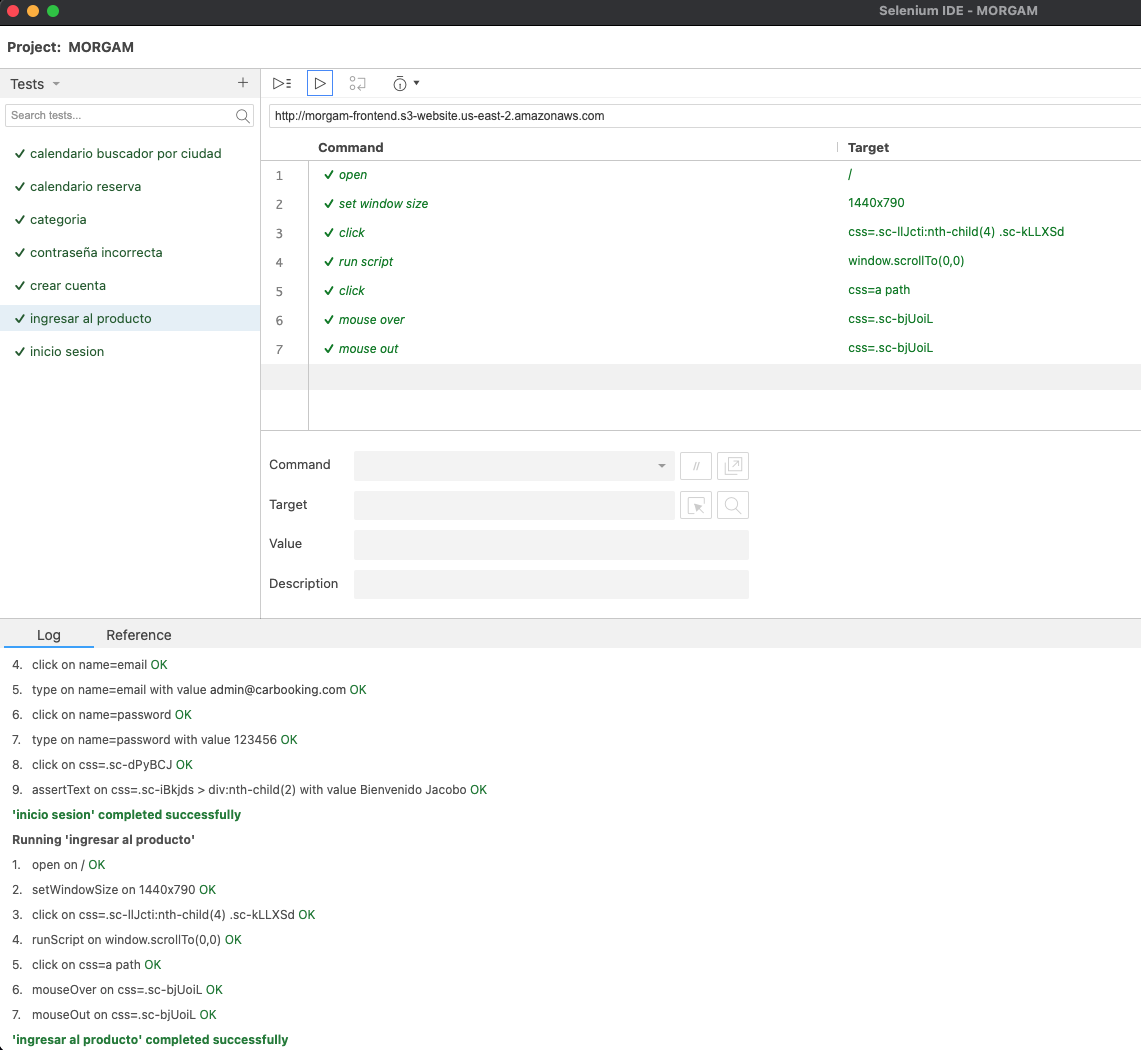 Selenium IDE - MORGAM
Project: MORGAM
Tests
Search tests...
calendario buscador por ciudad
calendario reserva
categoria
contraseña incorrecta
crear cuenta
ingresar al producto
inicio sesion
http://morgam-frontend.s3-website.us-east-2.amazonaws.com
Command Target
1 open /
2 set window size 1440x790
3 click css=.sc-llJcti:nth-child(4) .sc-kLLXSd
4 run script window.scrollTo(0,0)
5 click css=a path
6 mouse over css=.sc-bjUoiL
7 mouse out css=.sc-bjUoiL
Command //
Target
Value
Description
Log Reference
4. click on name=email OK
5. type on name=email with value admin@carbooking.com OK
6. click on name=password OK
7. type on name=password with value 123456 OK
8. click on css=.sc-dPyBCJ OK
9. assertText on css=.sc-iBkjds > div:nth-child(2) with value Bienvenido Jacobo OK
'inicio sesion' completed successfully
Running 'ingresar al producto'
1. open on / OK
2. setWindowSize on 1440x790 OK
3. click on css=.sc-llJcti:nth-child(4) .sc-kLLXSd OK
4. runScript on window.scrollTo(0,0) OK
5. click on css=a path OK
6. mouseOver on css=.sc-bjUoiL OK
7. mouseOut on css=.sc-bjUoiL OK
'ingresar al producto' completed successfully